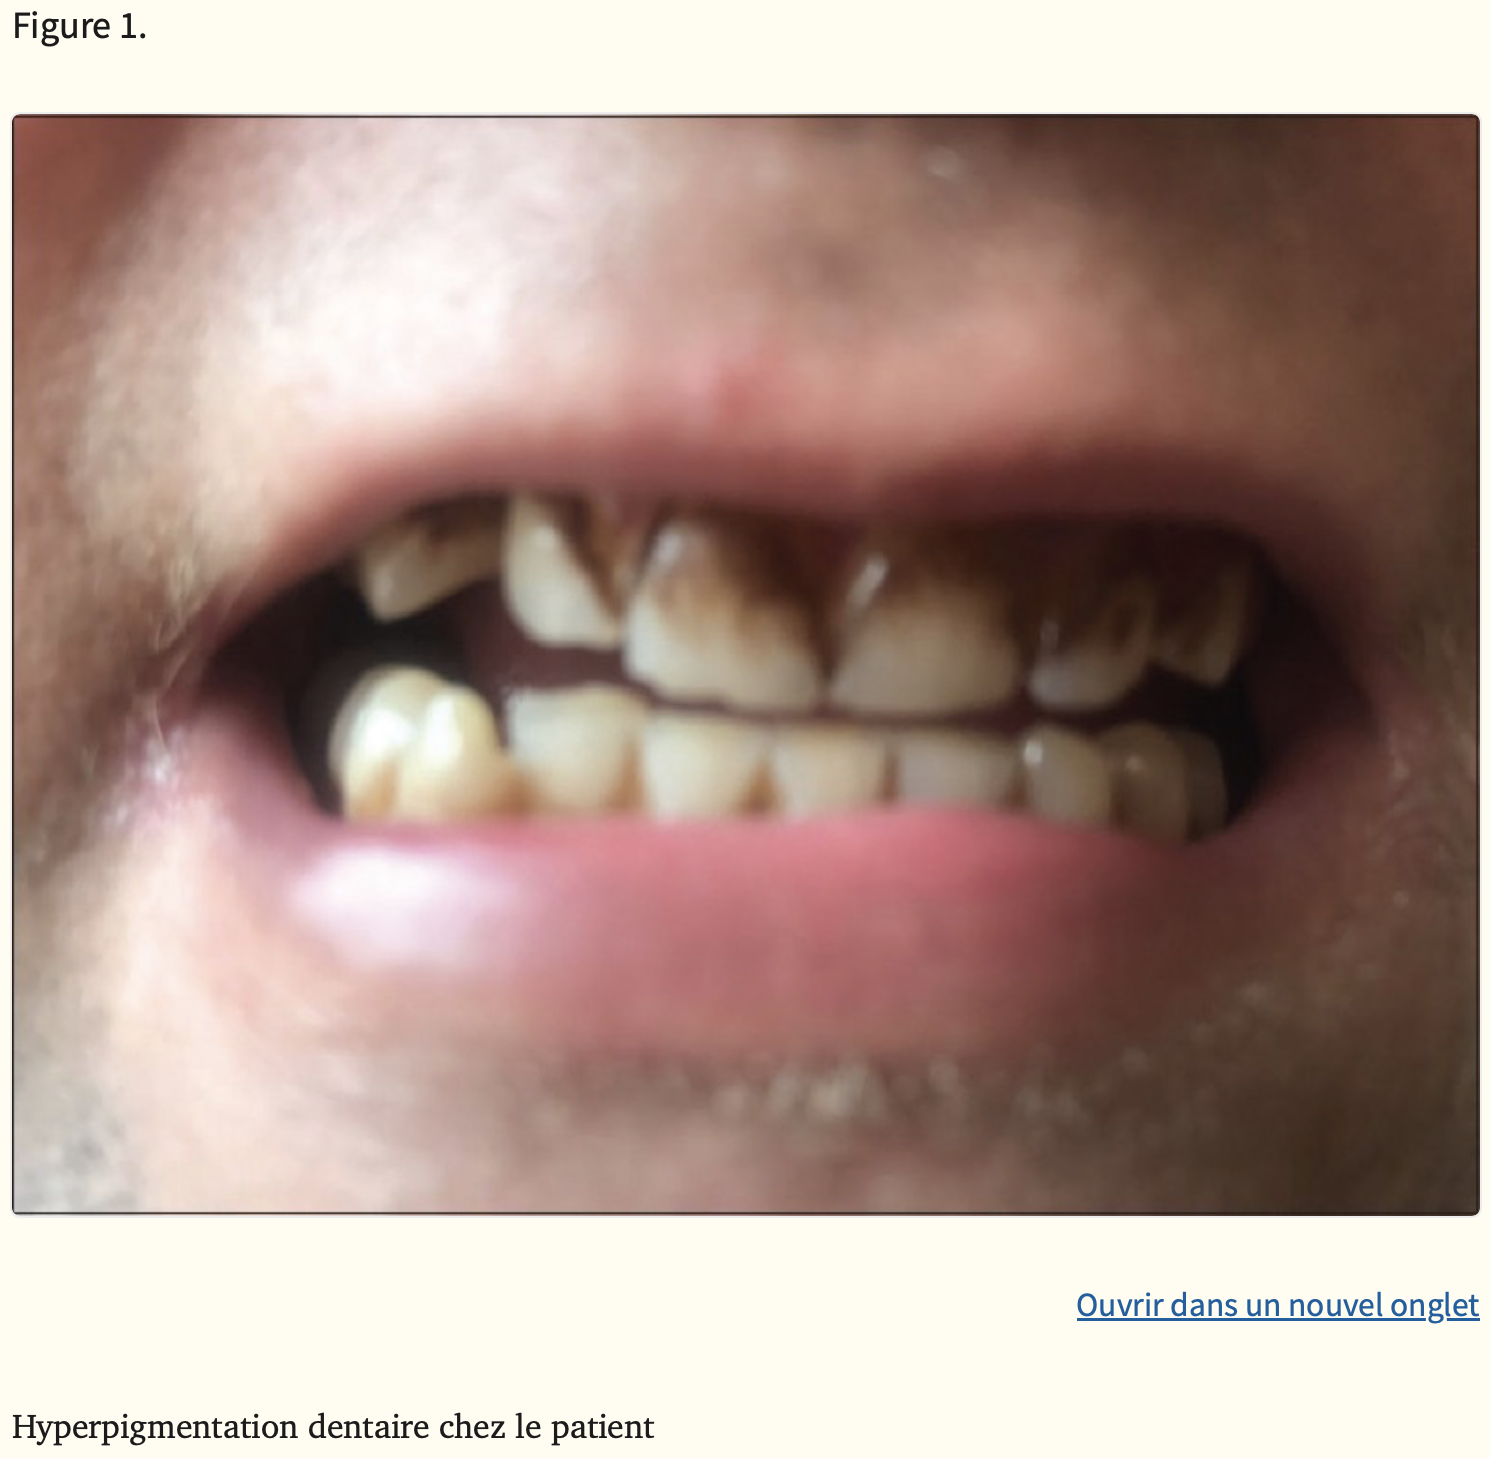 Figure 1.
Ouvrir dans un nouvel onglet
Hyperpigmentation dentaire chez le patient